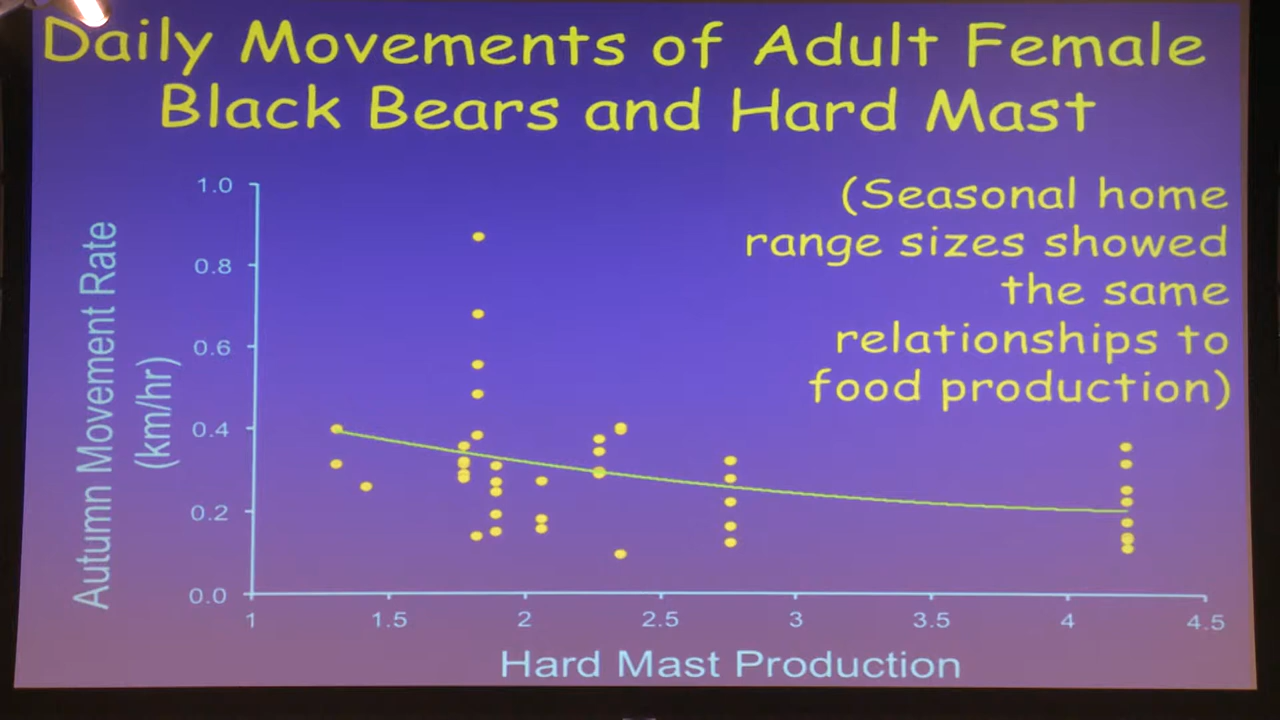 Daily Movements of Adult Female
Black Bears and Hard Mast
(Seasonal home
range sizes showed
the same
relationships to
food production)
Autumn Movement Rate
(km/hr)
1.0
0.8
0.6
0.4
0.2
0.0
1
1.5
2
2.5
3
3.5
4
4.5
Hard Mast Production